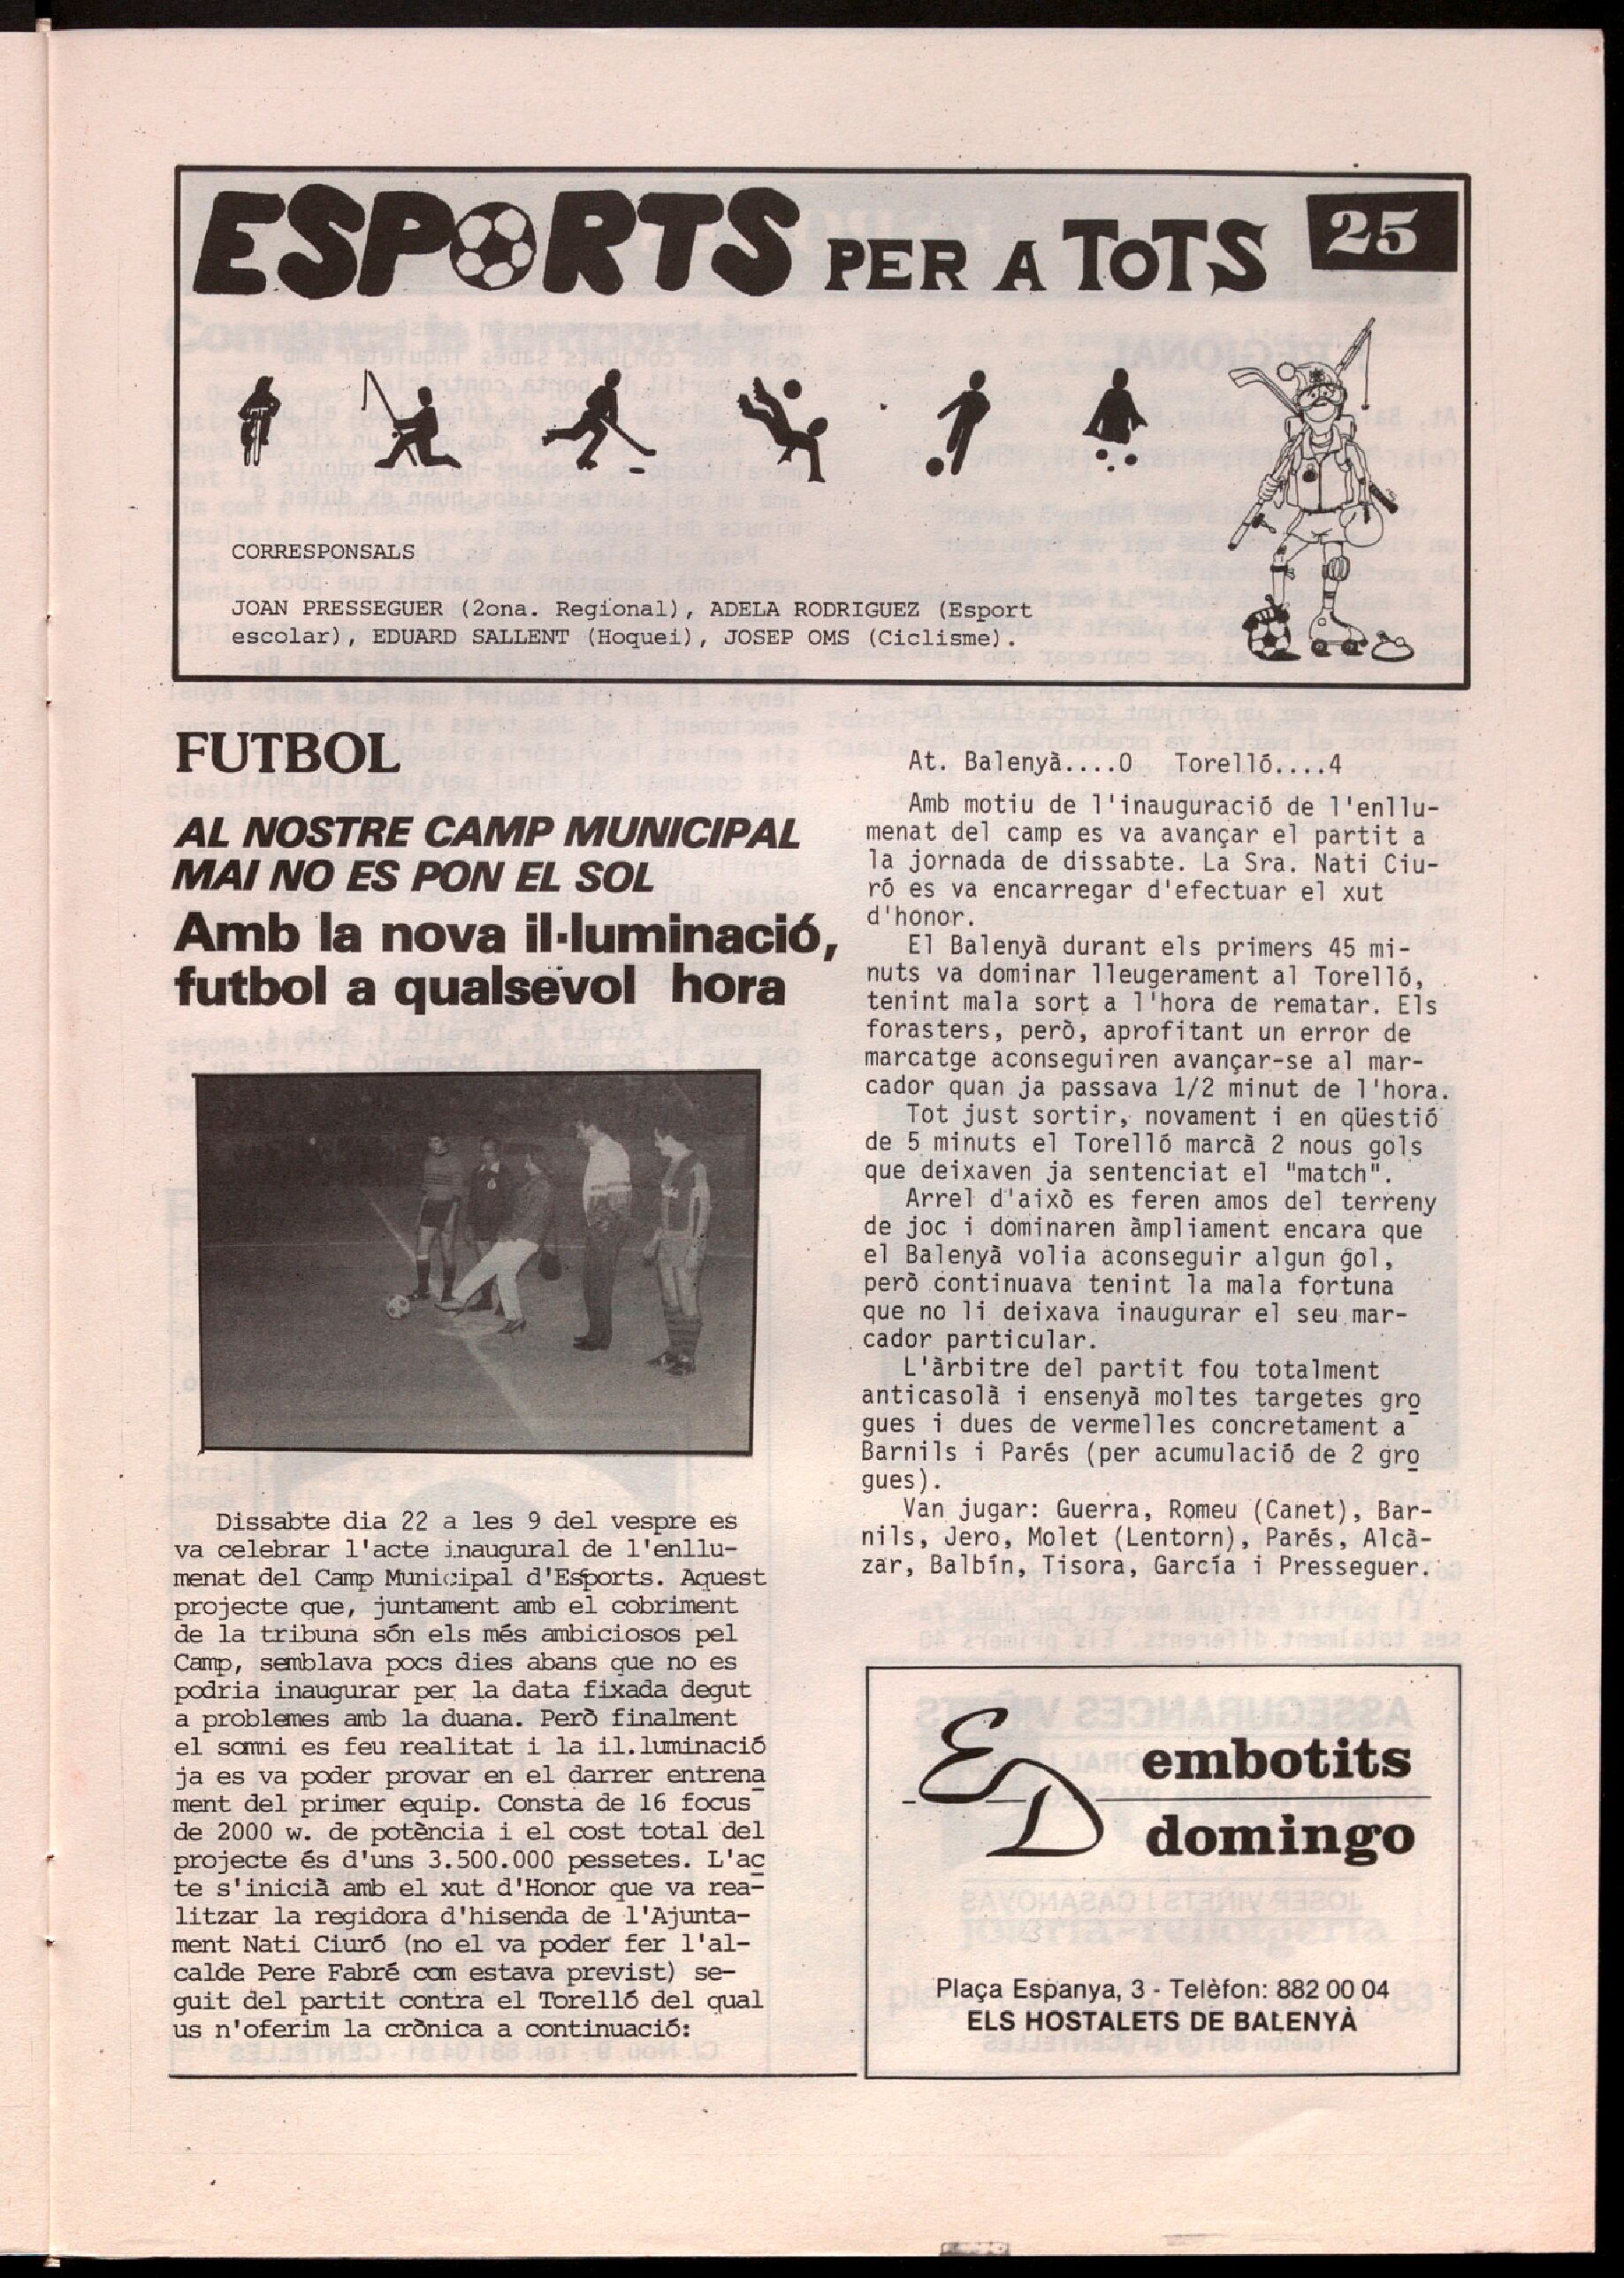 ESPORTS PER A TOTS
25
CORRESPONSALS
JOAN PRESSEGUER (2ona. Regional), ADELA RODRIGUEZ (Esport
escolar), EDUARD SALLENT (Hoquei), JOSEP OMS (Ciclisme).
FUTBOL
AL NOSTRE CAMP MUNICIPAL
MAI NO ES PON EL SOL
Amb la nova il·luminació,
futbol a qualsevol hora
Dissabte dia 22 a les 9 del vespre es
va celebrar l'acte inaugural de l'enllu-
menat del Camp Municipal d'Esports. Aquest
projecte que, juntament amb el cobriment
de la tribuna són els més ambiciosos pel
Camp, semblava pocs dies abans que no es
podria inaugurar per la data fixada degut
a problemes amb la duana. Però finalment
el somni es feu realitat i la il.luminació
ja es va poder provar en el darrer entrena
ment del primer equip. Consta de 16 focus
de 2000 w. de potència i el cost total del
projecte és d'uns 3.500.000 pessetes. L'ac
te s'inicià amb el xut d'Honor que va rea-
litzar la regidora d'hisenda de l'Ajunta-
ment Nati Ciuró (no el va poder fer l'al-
calde Pere Fabré com estava previst) se-
guit del partit contra el Torelló del qual
us n'oferim la crònica a continuació:
At. Balenyà....0 Torelló....4
Amb motiu de l'inauguració de l'enllu-
menat del camp es va avançar el partit a
la jornada de dissabte. La Sra. Nati Ciu-
ró es va encarregar d'efectuar el xut
d'honor.
El Balenyà durant els primers 45 mi-
nuts va dominar lleugerament al Torelló,
tenint mala sort a l'hora de rematar. Els
forasters, però, aprofitant un error de
marcatge aconseguiren avançar-se al mar-
cador quan ja passava 1/2 minut de l'hora.
Tot just sortir, novament i en qüestió
de 5 minuts el Torelló marcà 2 nous gols
que deixaven ja sentenciat el "match".
Arrel d'això es feren amos del terreny
de joc i dominaren àmpliament encara que
el Balenyà volia aconseguir algun gol,
però continuava tenint la mala fortuna
que no li deixava inaugurar el seu mar-
cador particular.
L'àrbitre del partit fou totalment
anticasolà i ensenyà moltes targetes gro
gues i dues de vermelles concretament a
Barnils i Parés (per acumulació de 2 gro
gues).
Van jugar: Guerra, Romeu (Canet), Bar-
nils, Jero, Molet (Lentorn), Parés, Alcà-
zar, Balbín, Tisora, García i Presseguer.
ED
embotits
domingo
Plaça Espanya, 3 - Telèfon: 882 00 04
ELS HOSTALETS DE BALENYÀ